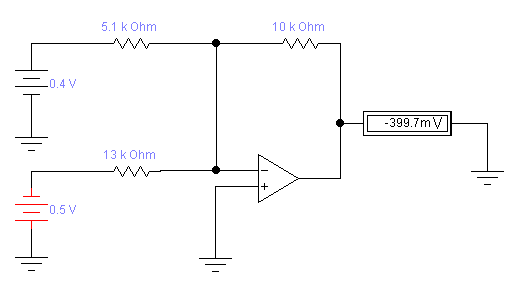 5.1 k Ohm
10 k Ohm
0.4 V
-399.7mV
13 k Ohm
0.5 V